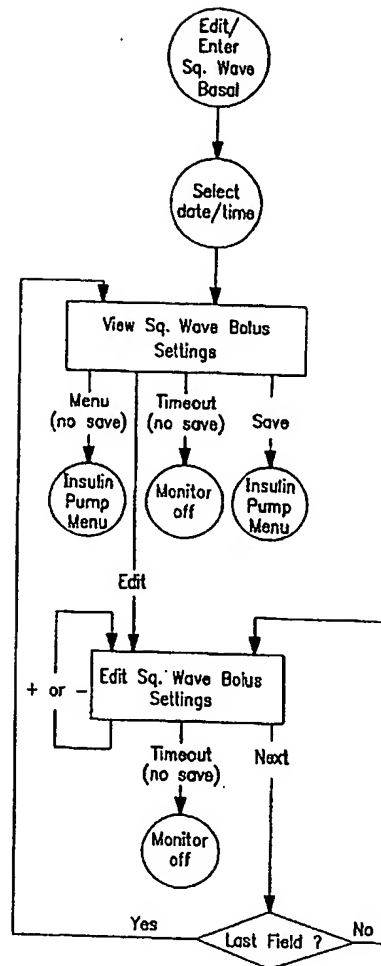 Edit/
Enter
Sq. Wave
Basal
Select
date/time
View Sq. Wave Bolus
Settings
Menu
(no save)
Timeout
(no save)
Save
Insulin
Pump
Menu
Monitor
off
Insulin
Pump
Menu
Edit
Edit Sq. Wave Bolus
Settings
+ or -
Timeout
(no save)
Next
Monitor
off
Yes
Last Field ?
No